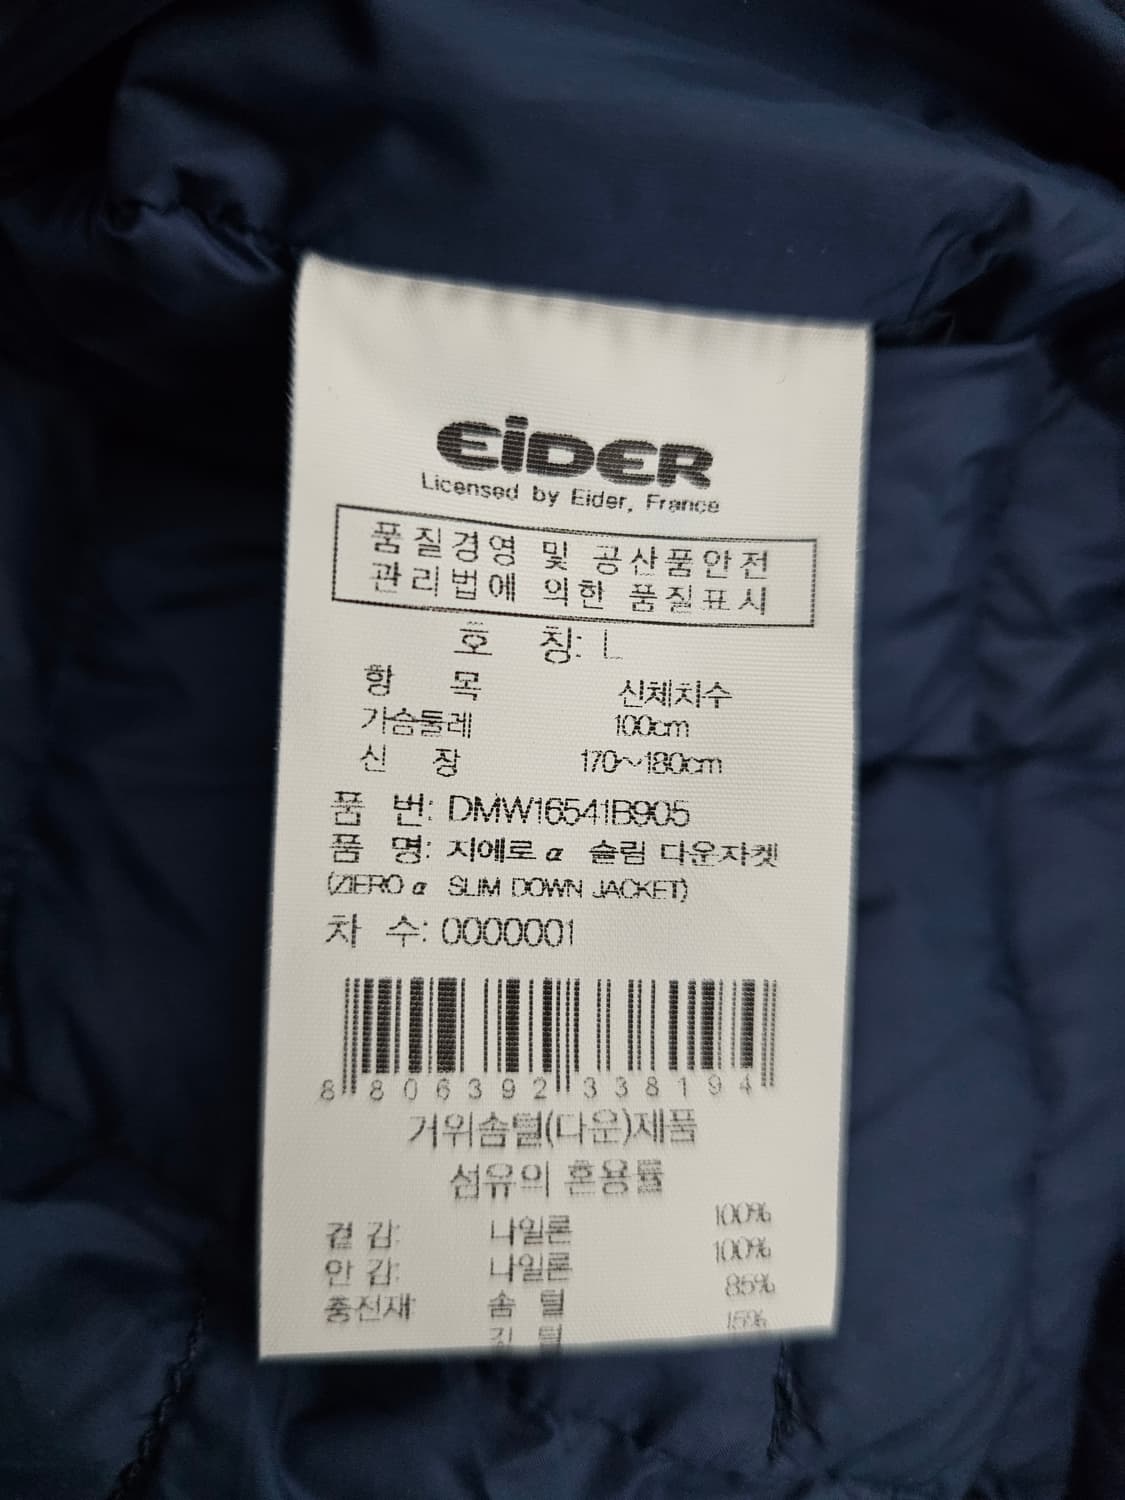 EiDER
Licensed by Eider, France
품질경영 및 공산품안전
관리법에 의한 품질표시
호 칭: L
항 목 신체치수
가슴둘레 100cm
신 장 170~180cm
품 번: DMW16541B905
품 명: 지에로 α 슬림 다운자켓
(ZIERO α SLIM DOWN JACKET)
차 수: 0000001
8 806392 338194
거위솜털(다운)제품
섬유의 혼용률
겉 감: 나일론 100%
안 감: 나일론 100%
충전재: 솜 털 85%
깃 털 15%